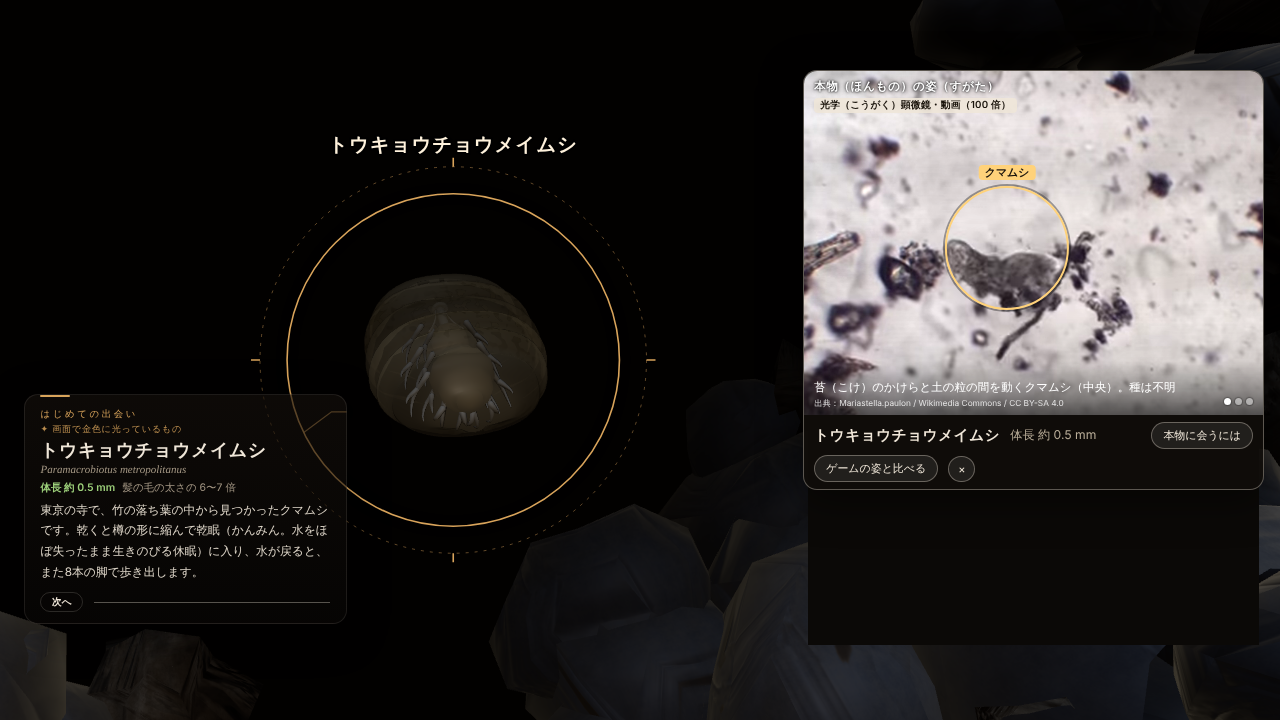 トウキョウチョウメイムシ
はじめての出会い
✦ 画面で金色に光っているもの
トウキョウチョウメイムシ
Paramacrobiotus metropolitanus
体長 約 0.5 mm 髪の毛の太さの 6〜7 倍
東京の寺で、竹の落ち葉の中から見つかったクマムシ
です。乾くと樽の形に縮んで乾眠（かんみん。水をほ
ぼ失ったまま生きのびる休眠）に入り、水が戻ると、
また8本の脚で歩き出します。
次へ
本物（ほんもの）の姿（すがた）
光学（こうがく）顕微鏡・動画（100 倍）
クマムシ
苔（こけ）のかけらと土の粒の間を動くクマムシ（中央）。種は不明
出典：Mariastella.paulon / Wikimedia Commons / CC BY-SA 4.0
トウキョウチョウメイムシ 体長 約 0.5 mm 本物に会うには
ゲームの姿と比べる ×